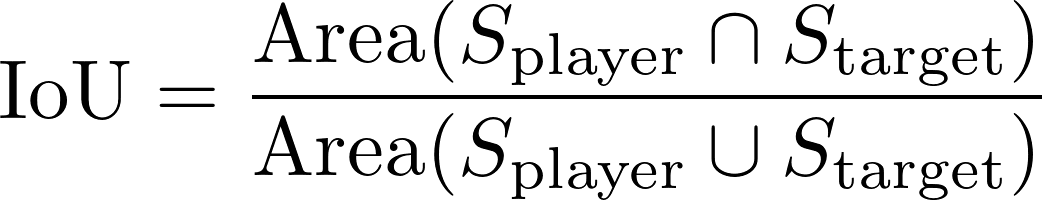 IoU = Area(S_player ∩ S_target)
Area(S_player ∪ S_target)